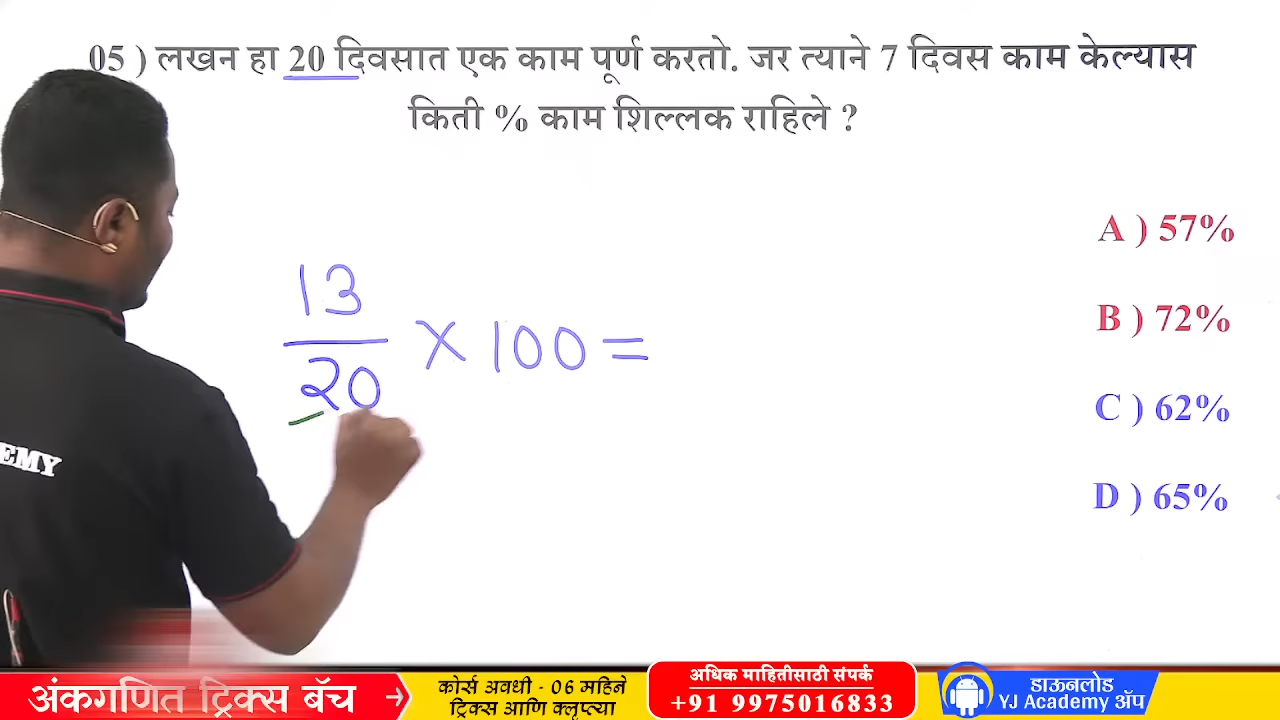 05 ) लखन हा 20 दिवसात एक काम पूर्ण करतो. जर त्याने 7 दिवस काम केल्यास
किती % काम शिल्लक राहिले ?
A ) 57%
B ) 72%
C ) 62%
D ) 65%
13
20
× 100 =
EMY
अंकगणित ट्रिक्स बॅच
कोर्स अवधी - 06 महिने
ट्रिक्स आणि क्लृप्त्या
अधिक माहितीसाठी संपर्क
+91 9975016833
डाऊनलोड
YJ Academy ॲप